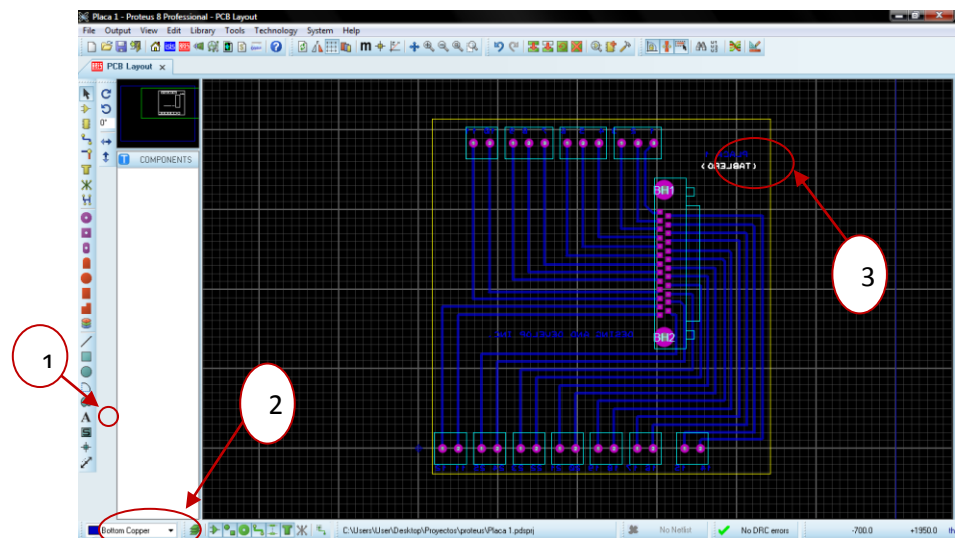 Placa 1 - Proteus 8 Professional - PCB Layout
File Output View Edit Library Tools Technology System Help
PCB Layout x
0°
COMPONENTS
(TABLERO)
BH1
3
BH2
1
2
A
Bottom Copper
C:\Users\User\Desktop\Proyectos\proteus\Placa 1.pdsprj
No Netlist
No DRC errors
-700.0
+1950.0
th